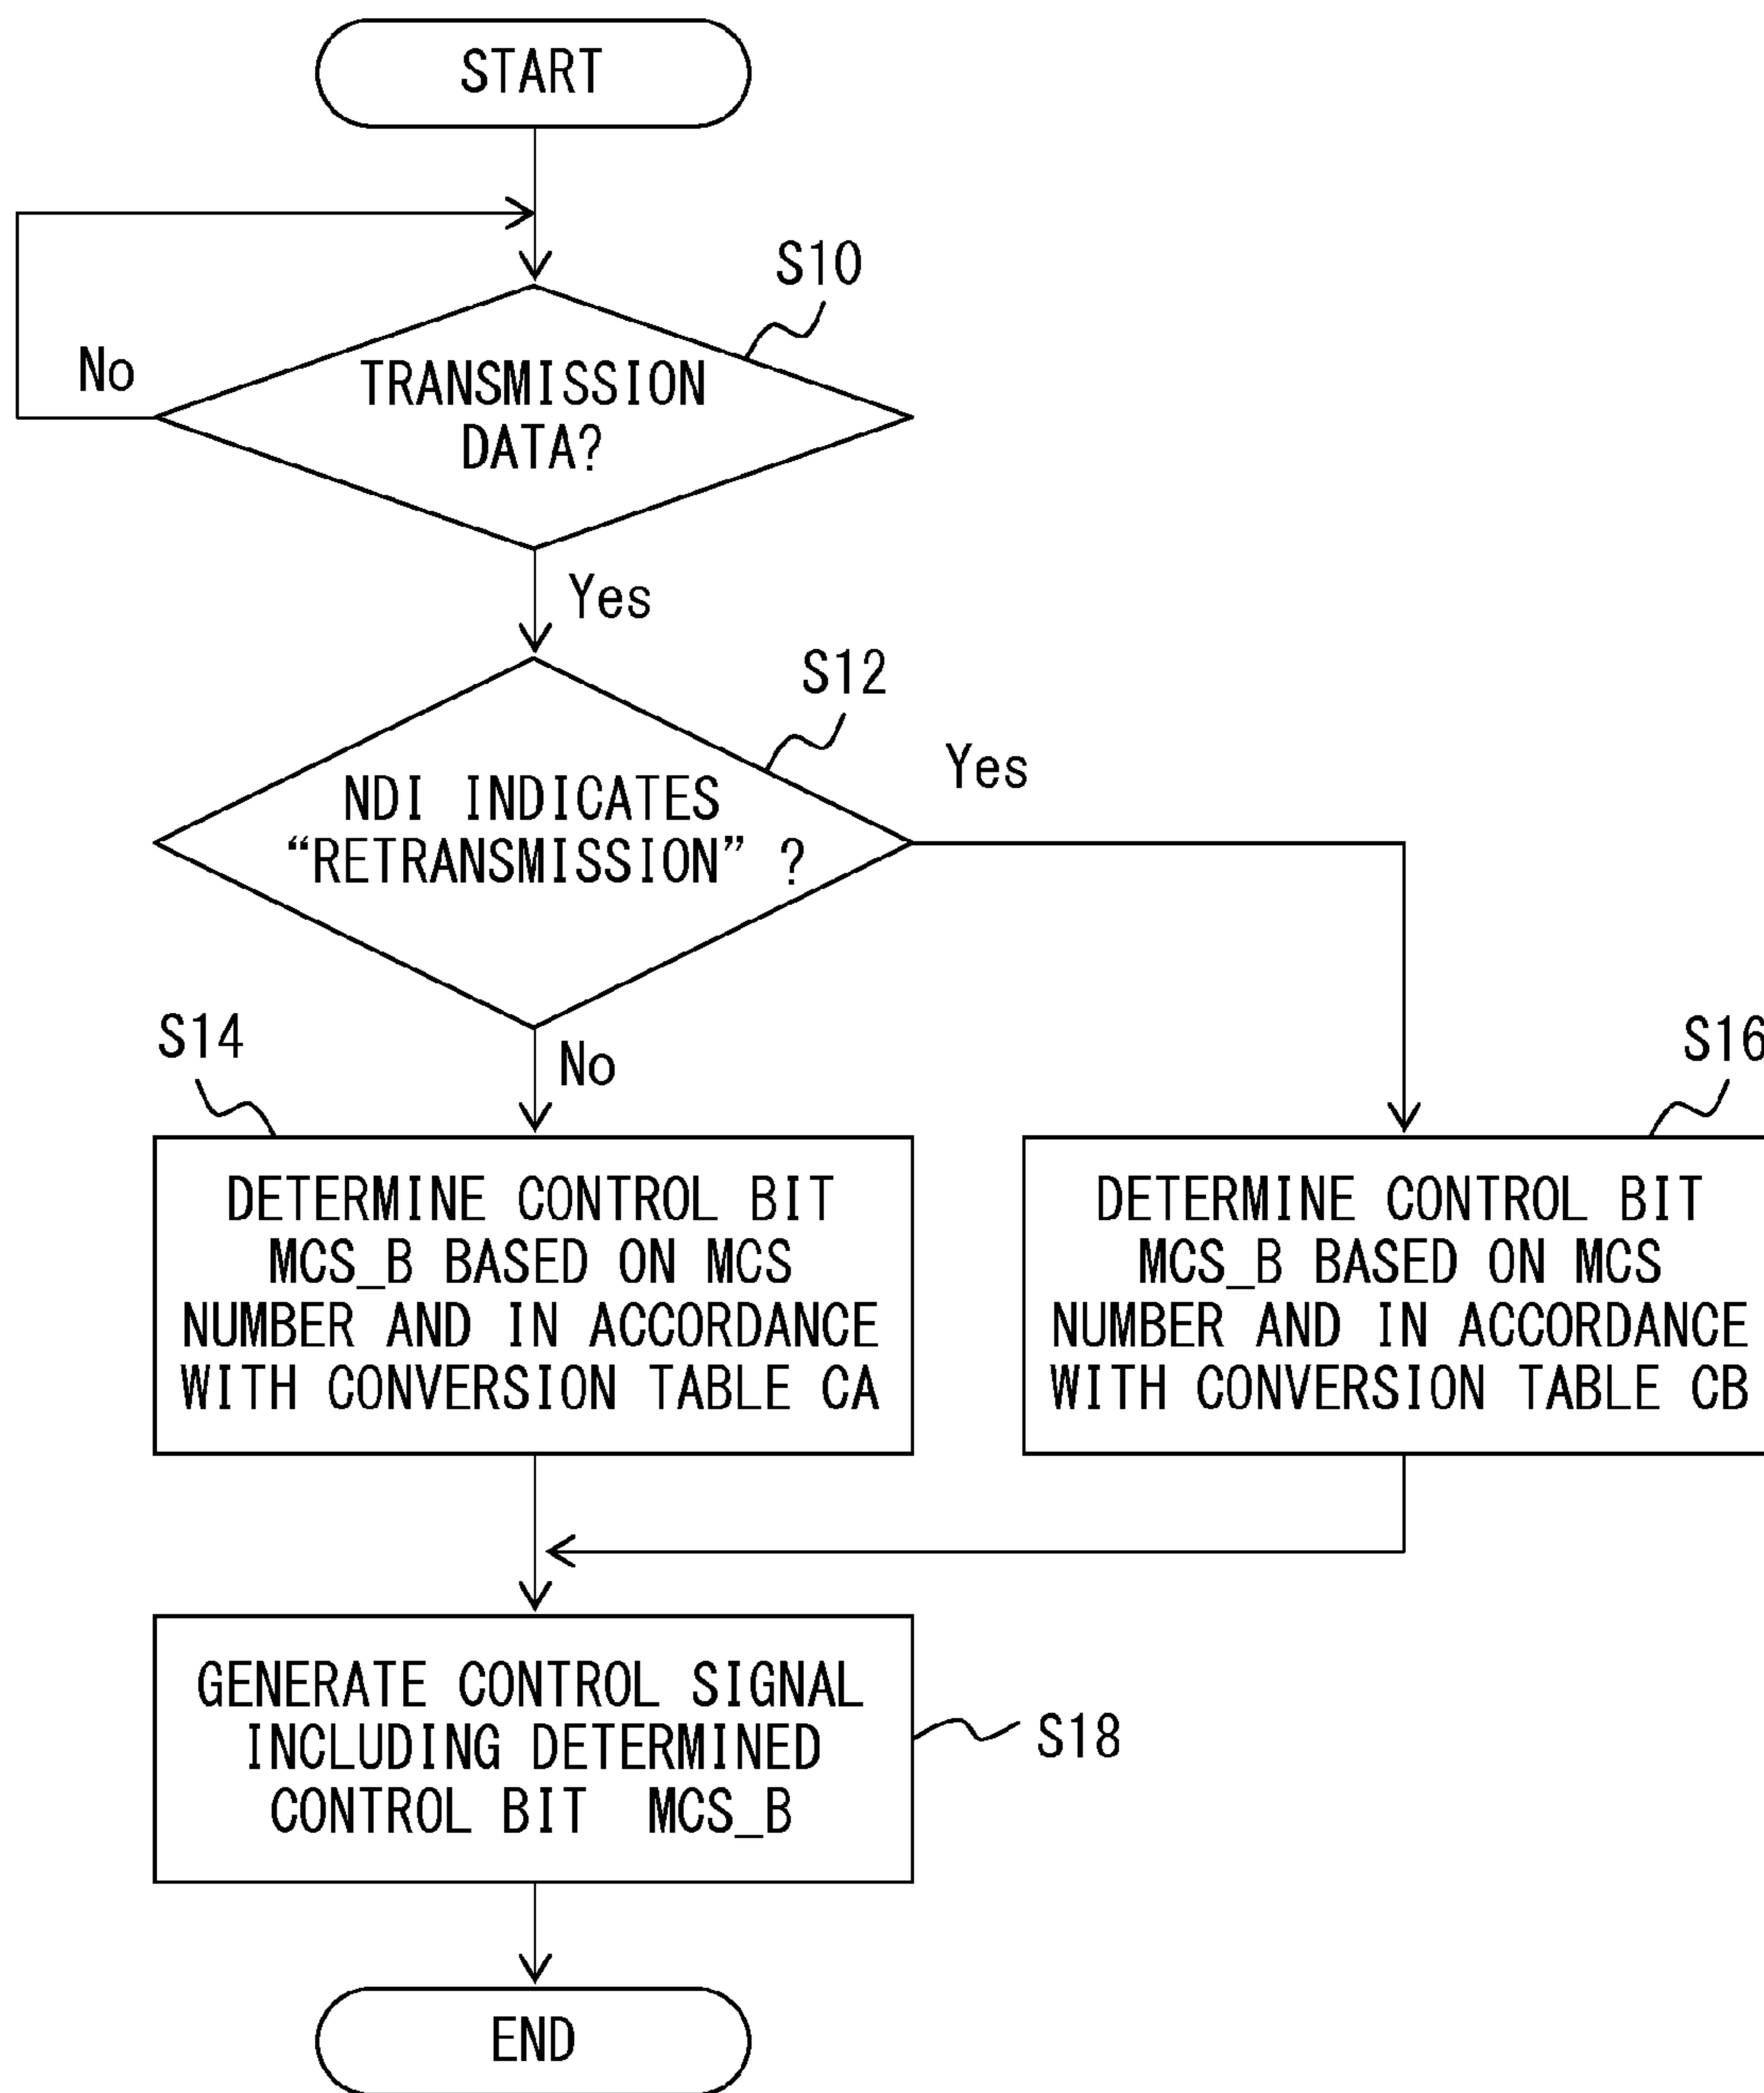 START
S10
No
TRANSMISSION
DATA?
Yes
S12
Yes
NDI INDICATES
“RETRANSMISSION” ?
S14
No
S16
DETERMINE CONTROL BIT
MCS_B BASED ON MCS
NUMBER AND IN ACCORDANCE
WITH CONVERSION TABLE CA
DETERMINE CONTROL BIT
MCS_B BASED ON MCS
NUMBER AND IN ACCORDANCE
WITH CONVERSION TABLE CB
GENERATE CONTROL SIGNAL
INCLUDING DETERMINED
CONTROL BIT MCS_B
S18
END